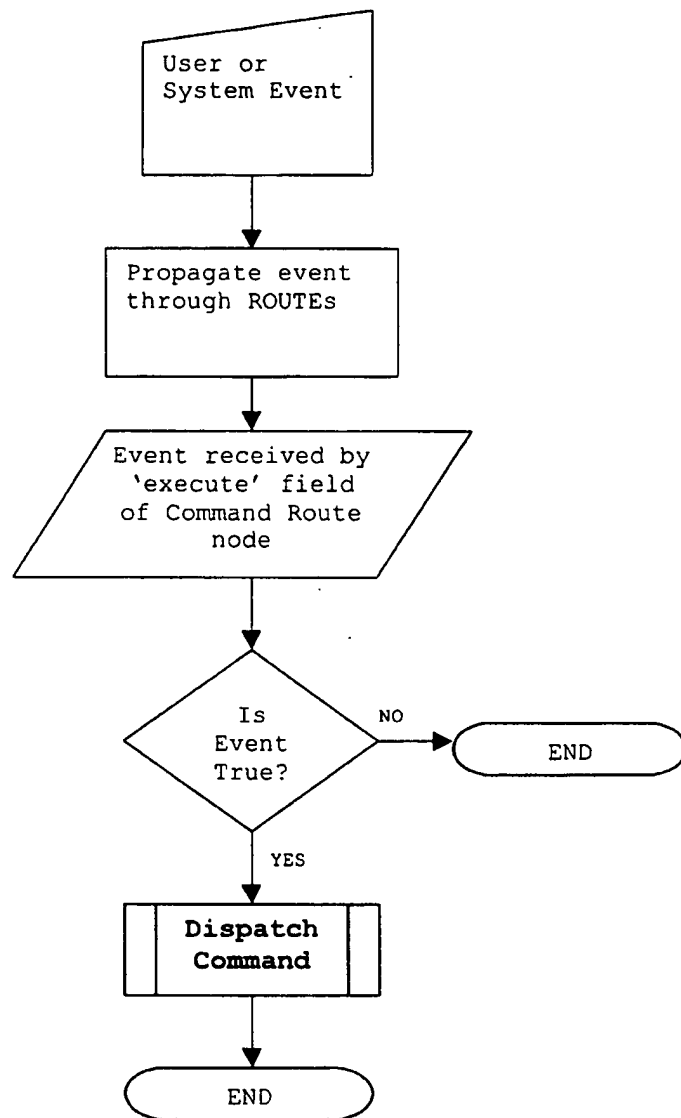 User or
System Event
Propagate event
through ROUTEs
Event received by
‘execute’ field
of Command Route
node
Is
Event
True?
NO
END
YES
Dispatch
Command
END